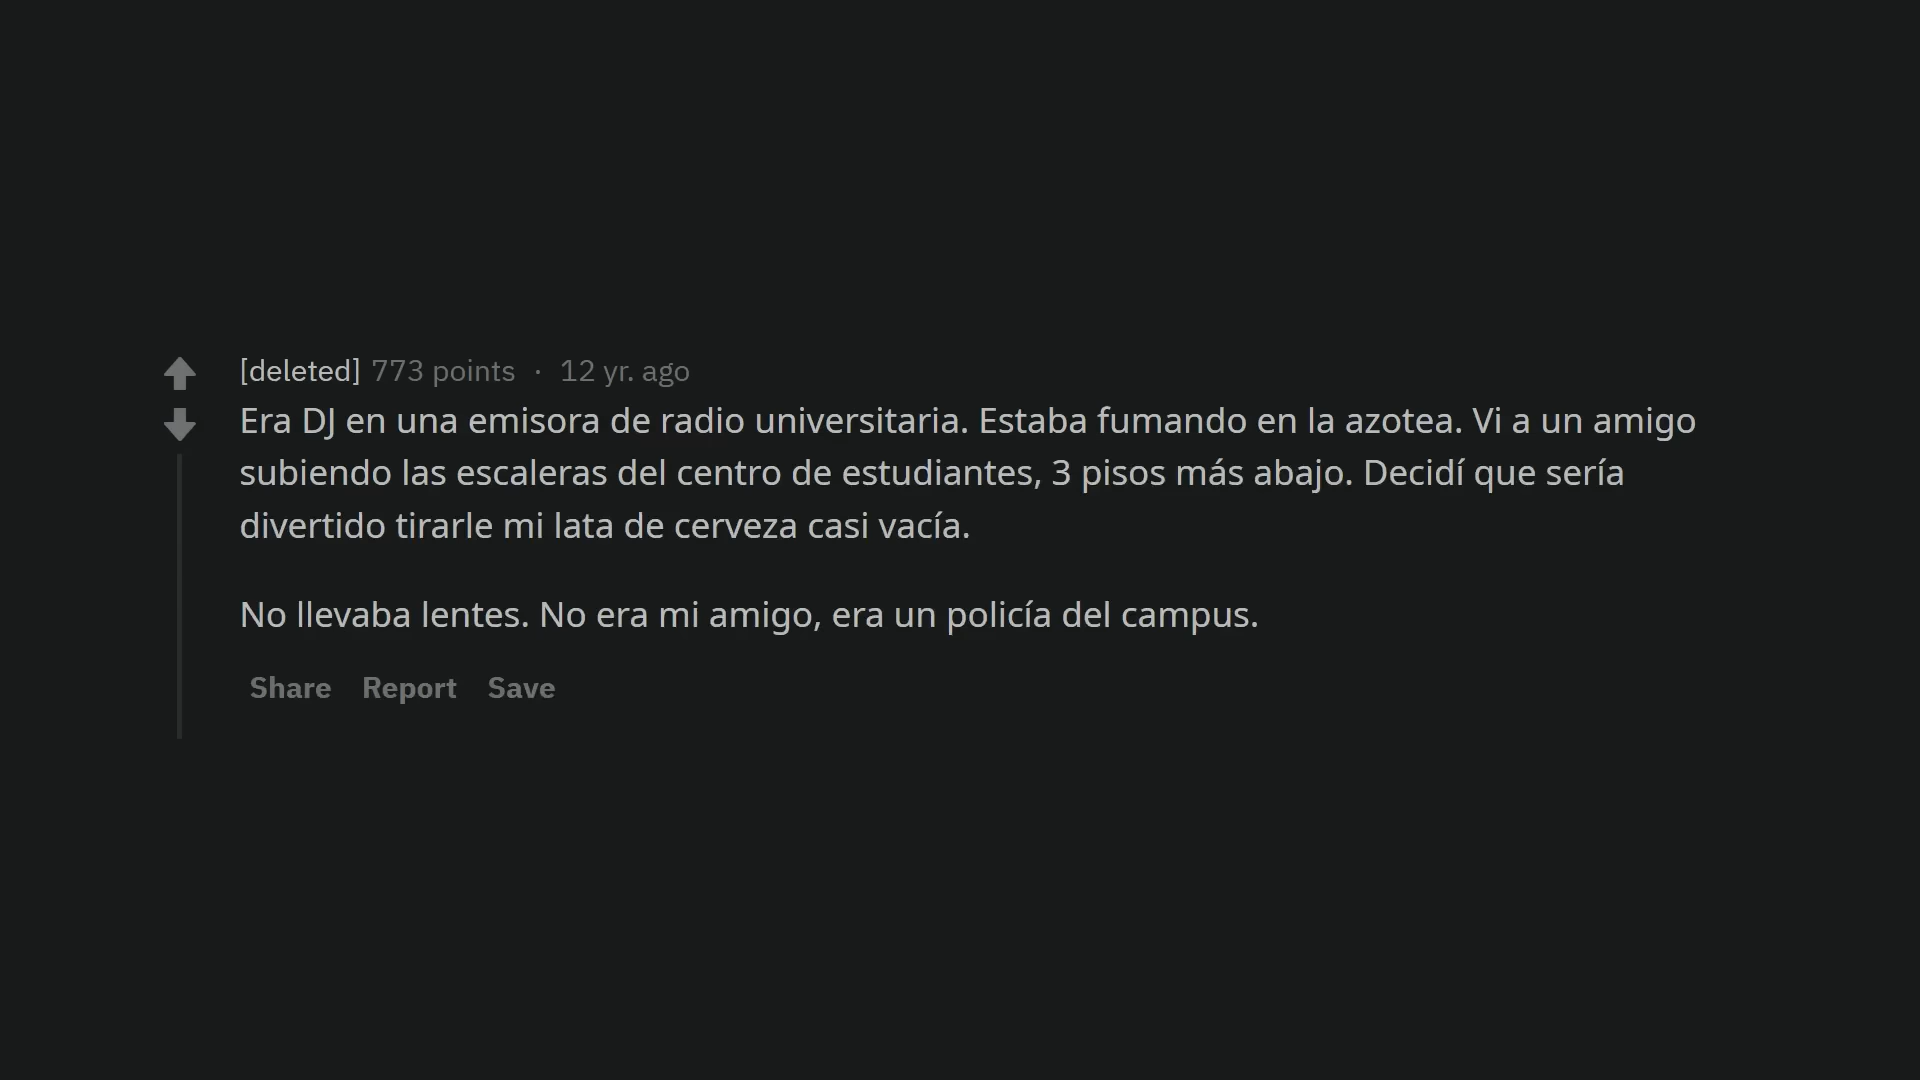 [deleted] 773 points · 12 yr. ago
Era DJ en una emisora de radio universitaria. Estaba fumando en la azotea. Vi a un amigo
subiendo las escaleras del centro de estudiantes, 3 pisos más abajo. Decidí que sería
divertido tirarle mi lata de cerveza casi vacía.
No llevaba lentes. No era mi amigo, era un policía del campus.
Share Report Save